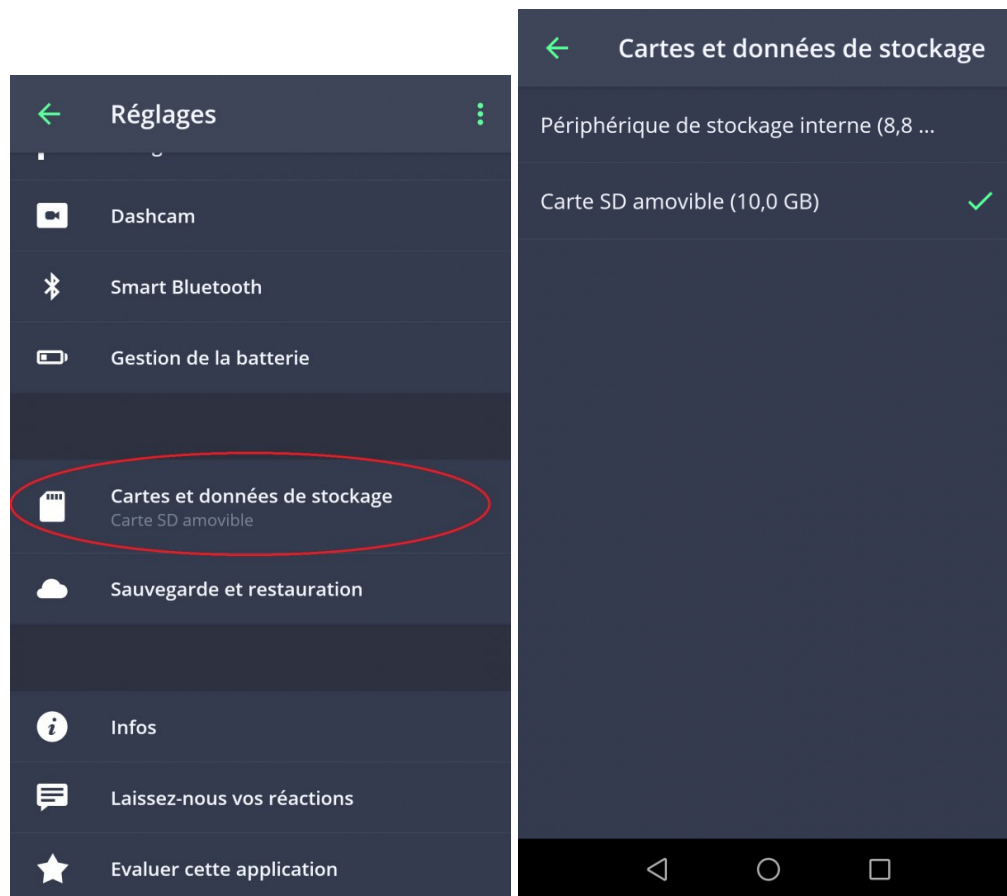 Réglages
Dashcam
Smart Bluetooth
Gestion de la batterie
Cartes et données de stockage
Carte SD amovible
Sauvegarde et restauration
Infos
Laissez-nous vos réactions
Evaluer cette application
Cartes et données de stockage
Périphérique de stockage interne (8,8 ...
Carte SD amovible (10,0 GB)